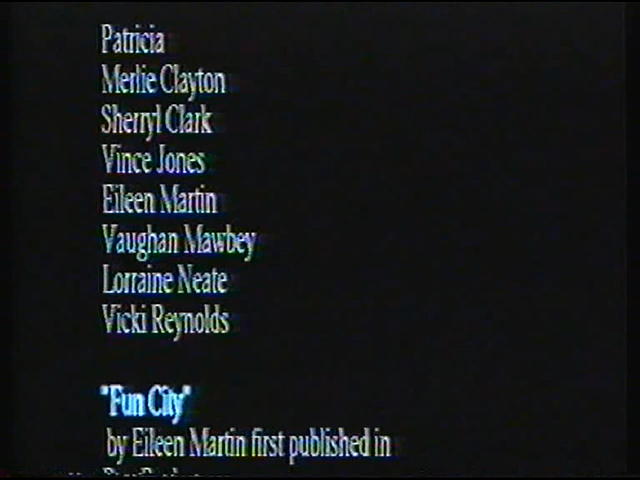 Patricia
Merlie Clayton
Sherryl Clark
Vince Jones
Eileen Martin
Vaughan Mawbey
Lorraine Neate
Vicki Reynolds
"Fun City"
by Eileen Martin first published in